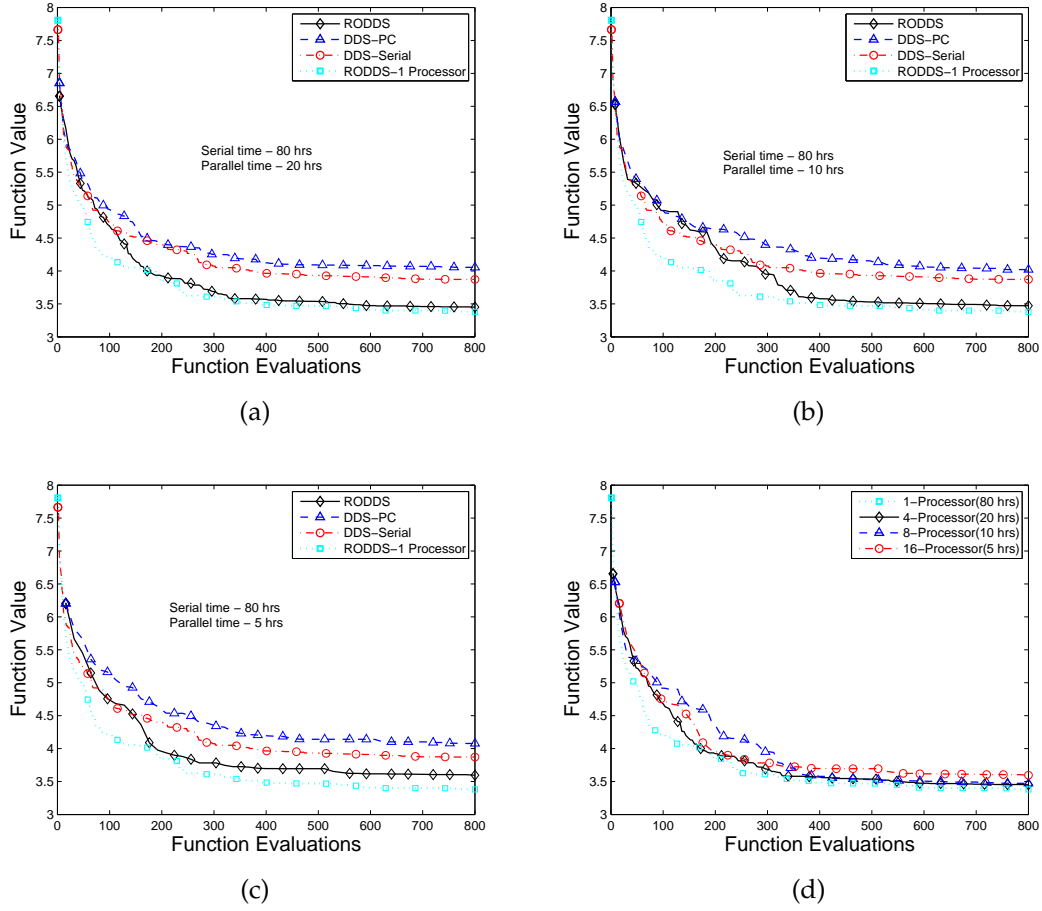 8
7.5
7
6.5
6
5.5
5
4.5
4
3.5
3
Function Value
RODDS
DDS−PC
DDS−Serial
RODDS−1 Processor
Serial time − 80 hrs
Parallel time − 20 hrs
0 100 200 300 400 500 600 700 800
Function Evaluations
(a)
8
7.5
7
6.5
6
5.5
5
4.5
4
3.5
3
Function Value
RODDS
DDS−PC
DDS−Serial
RODDS−1 Processor
Serial time − 80 hrs
Parallel time − 10 hrs
0 100 200 300 400 500 600 700 800
Function Evaluations
(b)
8
7.5
7
6.5
6
5.5
5
4.5
4
3.5
3
Function Value
RODDS
DDS−PC
DDS−Serial
RODDS−1 Processor
Serial time − 80 hrs
Parallel time − 5 hrs
0 100 200 300 400 500 600 700 800
Function Evaluations
(c)
8
7.5
7
6.5
6
5.5
5
4.5
4
3.5
3
Function Value
1−Processor(80 hrs)
4−Processor(20 hrs)
8−Processor(10 hrs)
16−Processor(5 hrs)
0 100 200 300 400 500 600 700 800
Function Evaluations
(d)